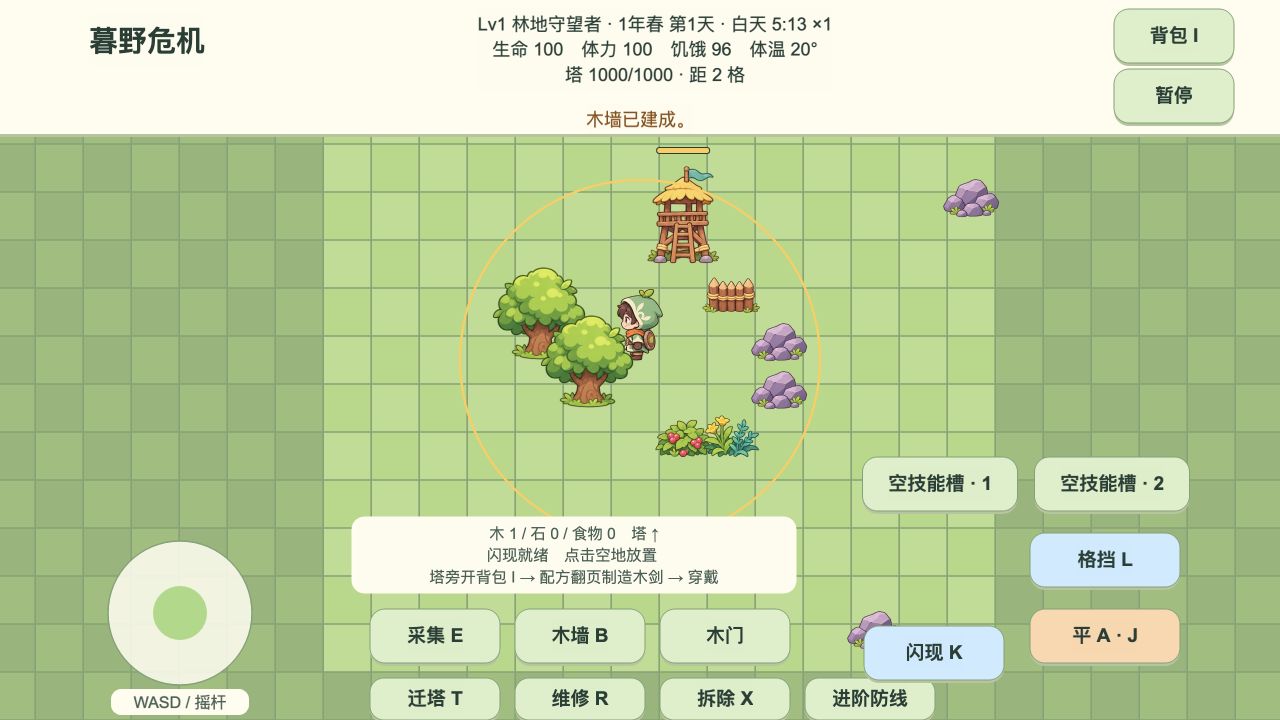 暮野危机
Lv1 林地守望者 · 1年春 第1天 · 白天 5:13 ×1
生命 100 体力 100 饥饿 96 体温 20°
塔 1000/1000 · 距 2 格
木墙已建成。
背包 I
暂停
空技能槽 · 1
空技能槽 · 2
木 1 / 石 0 / 食物 0 塔 ↑
闪现就绪 点击空地放置
塔旁开背包 I → 配方翻页制造木剑 → 穿戴
格挡 L
采集 E
木墙 B
木门
闪现 K
平 A · J
WASD / 摇杆
迁塔 T
维修 R
拆除 X
进阶防线